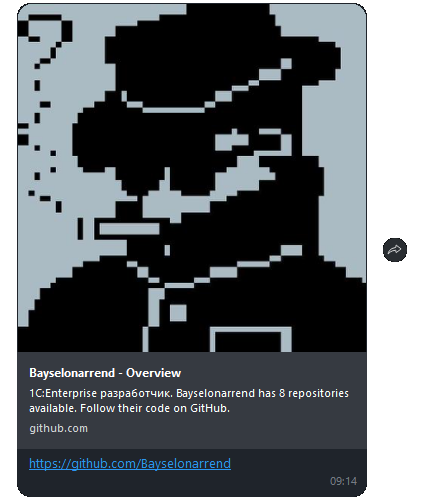 Bayselonarrend - Overview
1C:Enterprise разработчик. Bayselonarrend has 8 repositories
available. Follow their code on GitHub.
github.com
https://github.com/Bayselonarrend
09:14